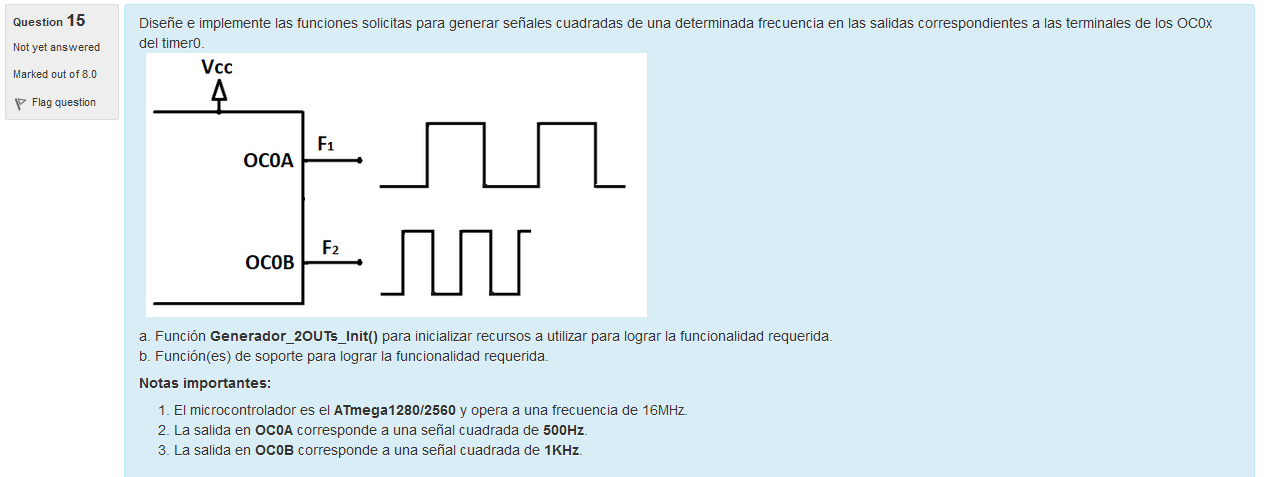 Question 15
Not yet answered
Marked out of 8.0
Flag question
Diseñe e implemente las funciones solicitas para generar señales cuadradas de una determinada frecuencia en las salidas correspondientes a las terminales de los OC0x
del timer0.
Vcc
F1
OC0A
F2
OC0B
a. Función Generador_2OUTs_Init() para inicializar recursos a utilizar para lograr la funcionalidad requerida.
b. Función(es) de soporte para lograr la funcionalidad requerida.
Notas importantes:
1. El microcontrolador es el ATmega1280/2560 y opera a una frecuencia de 16MHz.
2. La salida en OC0A corresponde a una señal cuadrada de 500Hz.
3. La salida en OC0B corresponde a una señal cuadrada de 1KHz.